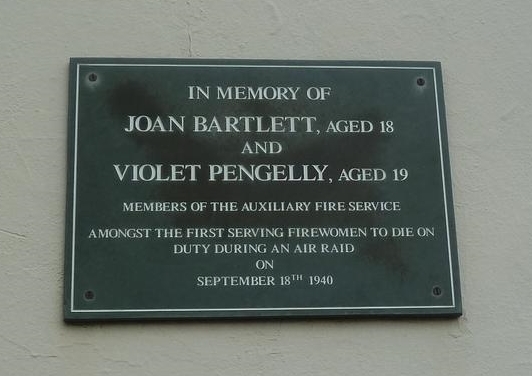 IN MEMORY OF
JOAN BARTLETT, AGED 18
AND
VIOLET PENGELLY, AGED 19
MEMBERS OF THE AUXILIARY FIRE SERVICE
AMONGST THE FIRST SERVING FIREWOMEN TO DIE ON
DUTY DURING AN AIR RAID
ON
SEPTEMBER 18TH 1940